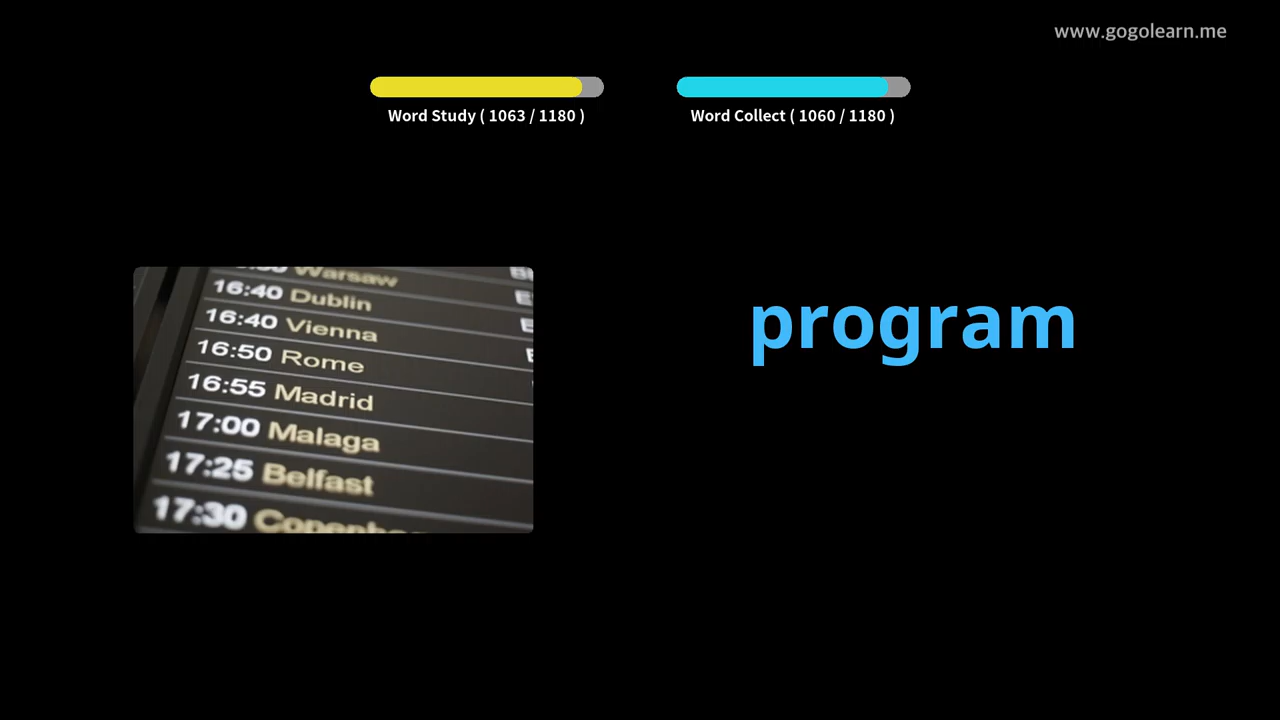 www.gogolearn.me
Word Study ( 1063 / 1180 )
Word Collect ( 1060 / 1180 )
Warsaw
16:40 Dublin
16:40 Vienna
16:50 Rome
16:55 Madrid
17:00 Malaga
17:25 Belfast
17:30
program